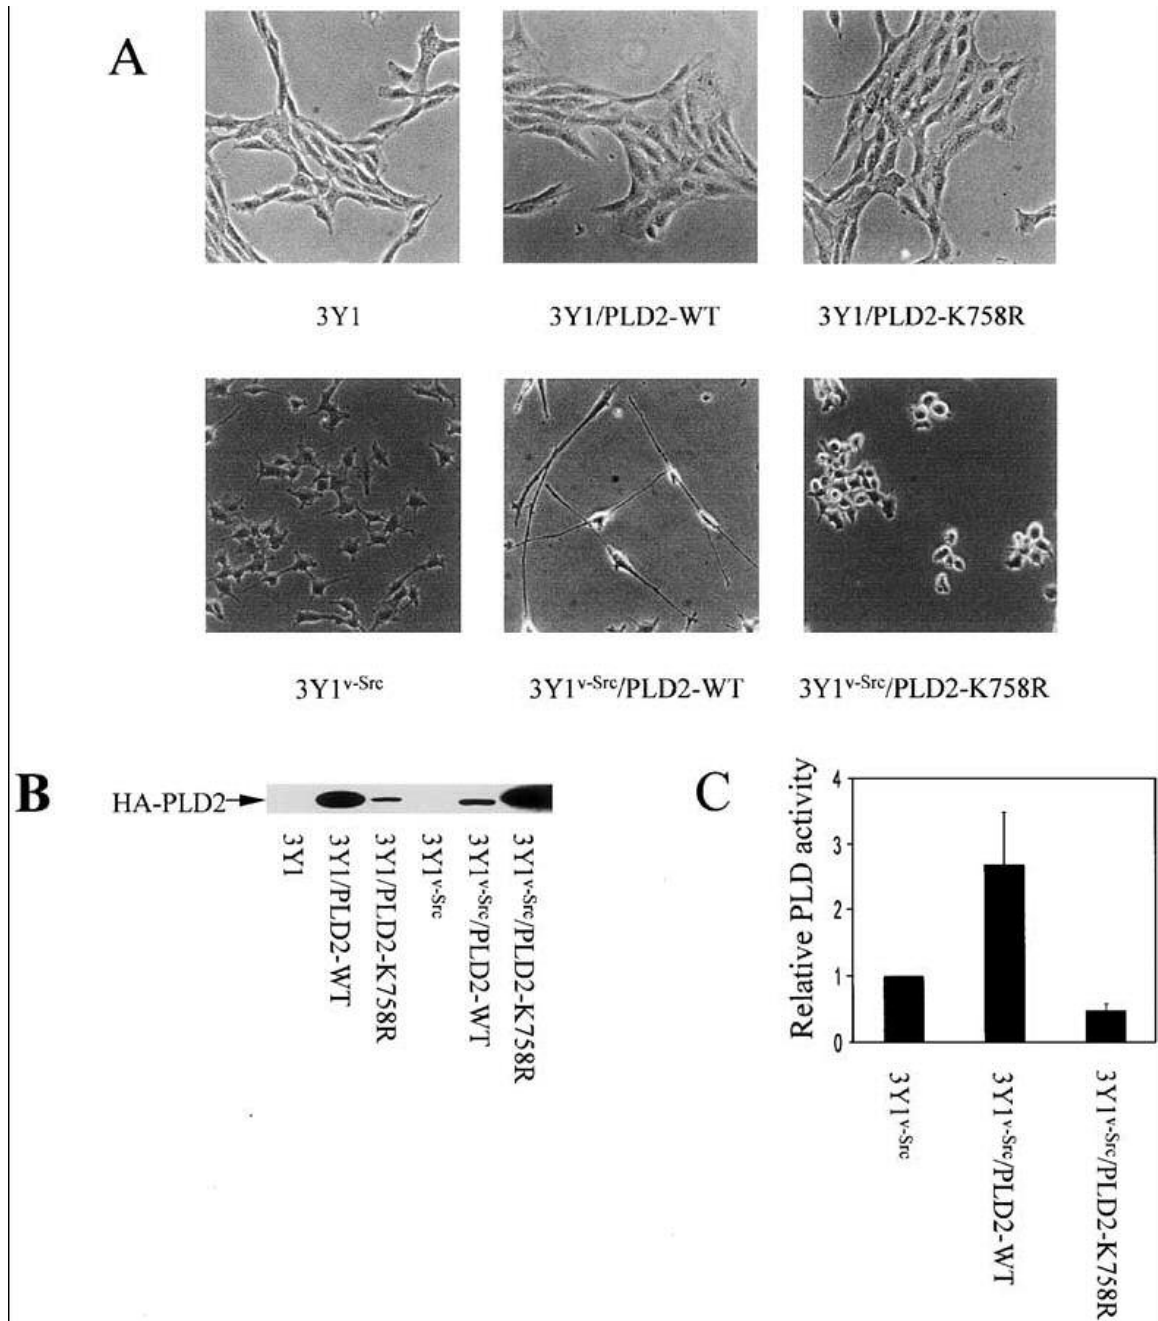 A
3Y1
3Y1/PLD2-WT
3Y1/PLD2-K758R
3Y1v-Src
3Y1v-Src/PLD2-WT
3Y1v-Src/PLD2-K758R
B
HA-PLD2
3Y1
3Y1/PLD2-WT
3Y1/PLD2-K758R
3Y1v-Src
3Y1v-Src/PLD2-WT
3Y1v-Src/PLD2-K758R
C
Relative PLD activity
4
3
2
1
0
3Y1v-Src
3Y1v-Src/PLD2-WT
3Y1v-Src/PLD2-K758R